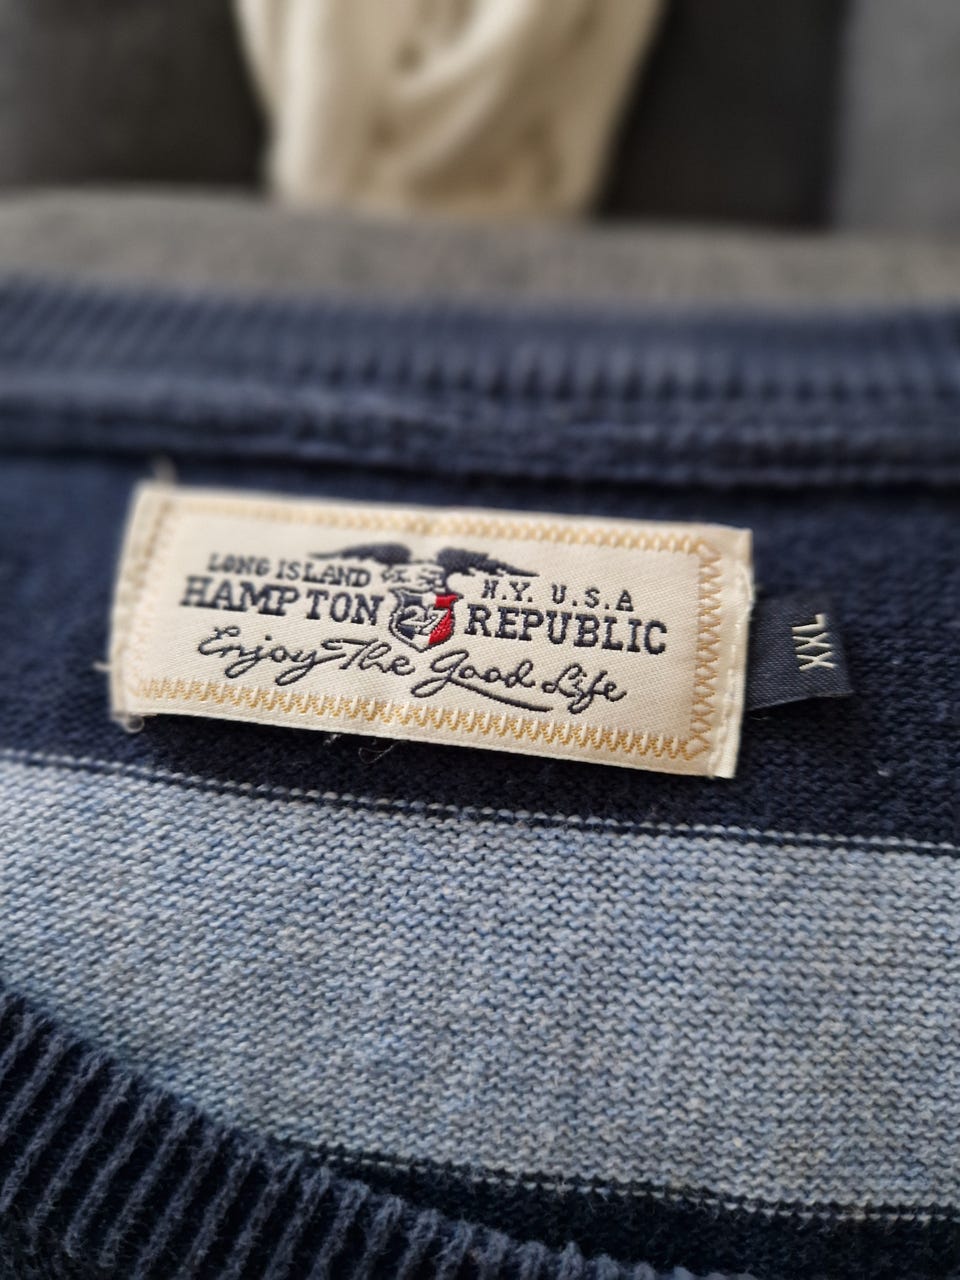 LONG ISLAND N.Y. U.S.A
HAMPTON 27 REPUBLIC
Enjoy The Good Life
XXL